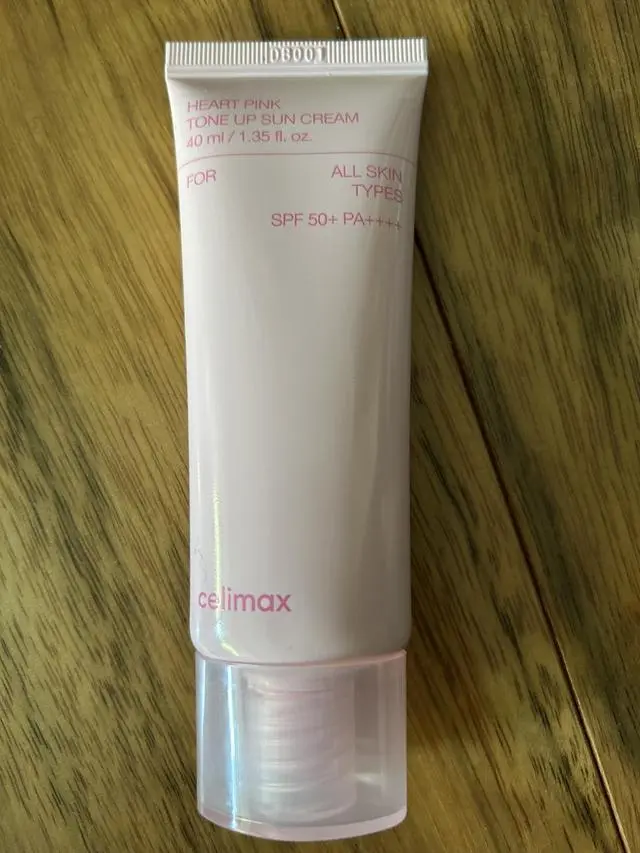 06001
HEART PINK
TONE UP SUN CREAM
40 ml / 1.35 fl. oz.
FOR
ALL SKIN
TYPES
SPF 50+ PA++++
celimax